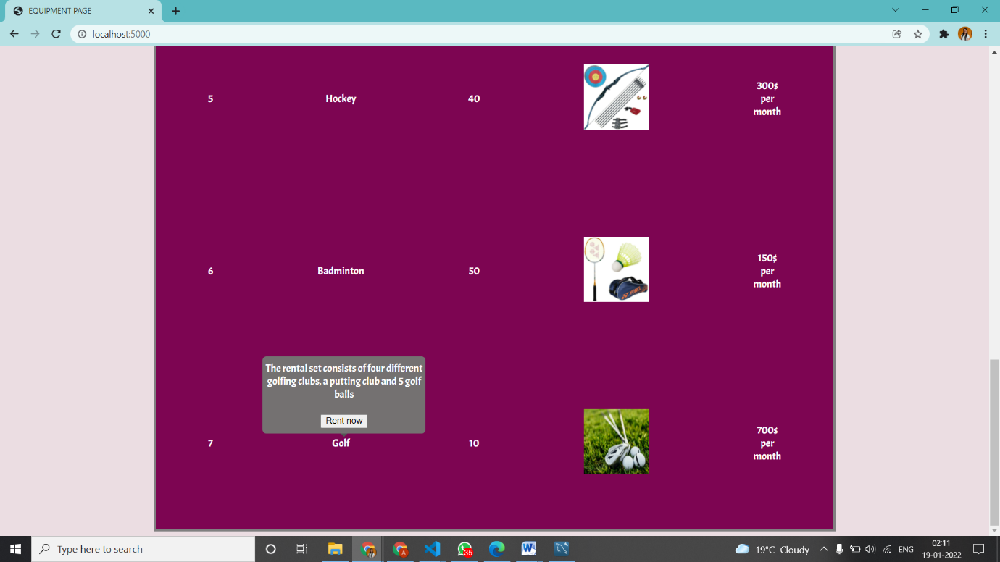 EQUIPMENT PAGE
localhost:5000
5 Hockey 40 300$
per
month
6 Badminton 50 150$
per
month
YONEX
The rental set consists of four different
golfing clubs, a putting club and 5 golf
balls
Rent now
7 Golf 10 700$
per
month
Type here to search
A
35
W
19°C Cloudy
ENG
02:11
19-01-2022